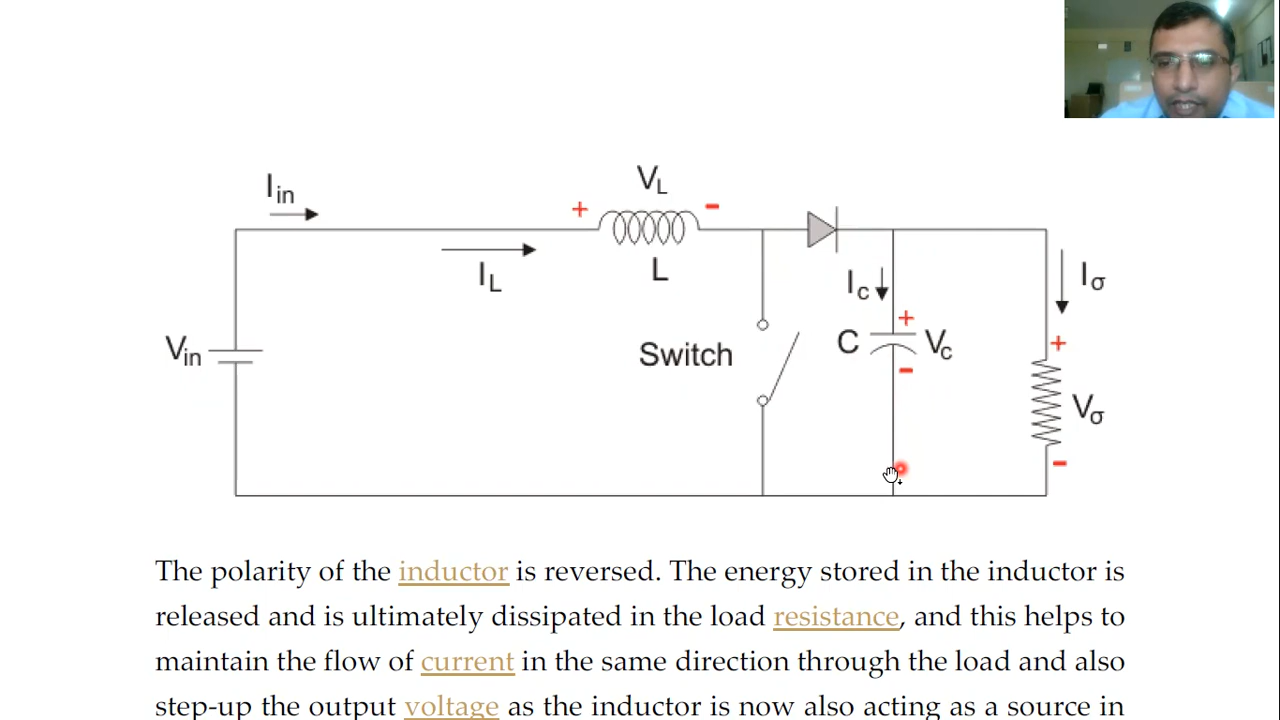 Iin
VL
+ -
IL
L
Ic
Iσ
+
Vin
Switch
C
Vc
+
-
Vσ
-
The polarity of the inductor is reversed. The energy stored in the inductor is
released and is ultimately dissipated in the load resistance, and this helps to
maintain the flow of current in the same direction through the load and also
step-up the output voltage as the inductor is now also acting as a source in